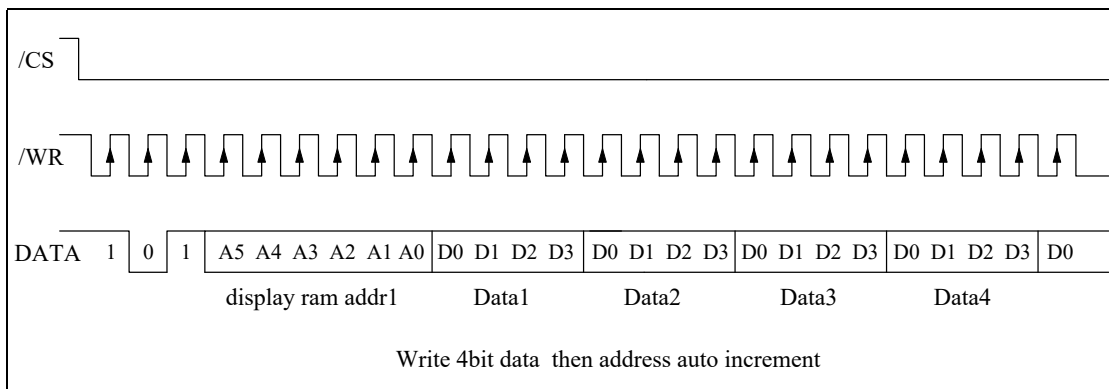 /CS
/WR
DATA 1 0 1 A5 A4 A3 A2 A1 A0 D0 D1 D2 D3 D0 D1 D2 D3 D0 D1 D2 D3 D0 D1 D2 D3 D0
display ram addr1 Data1 Data2 Data3 Data4
Write 4bit data then address auto increment